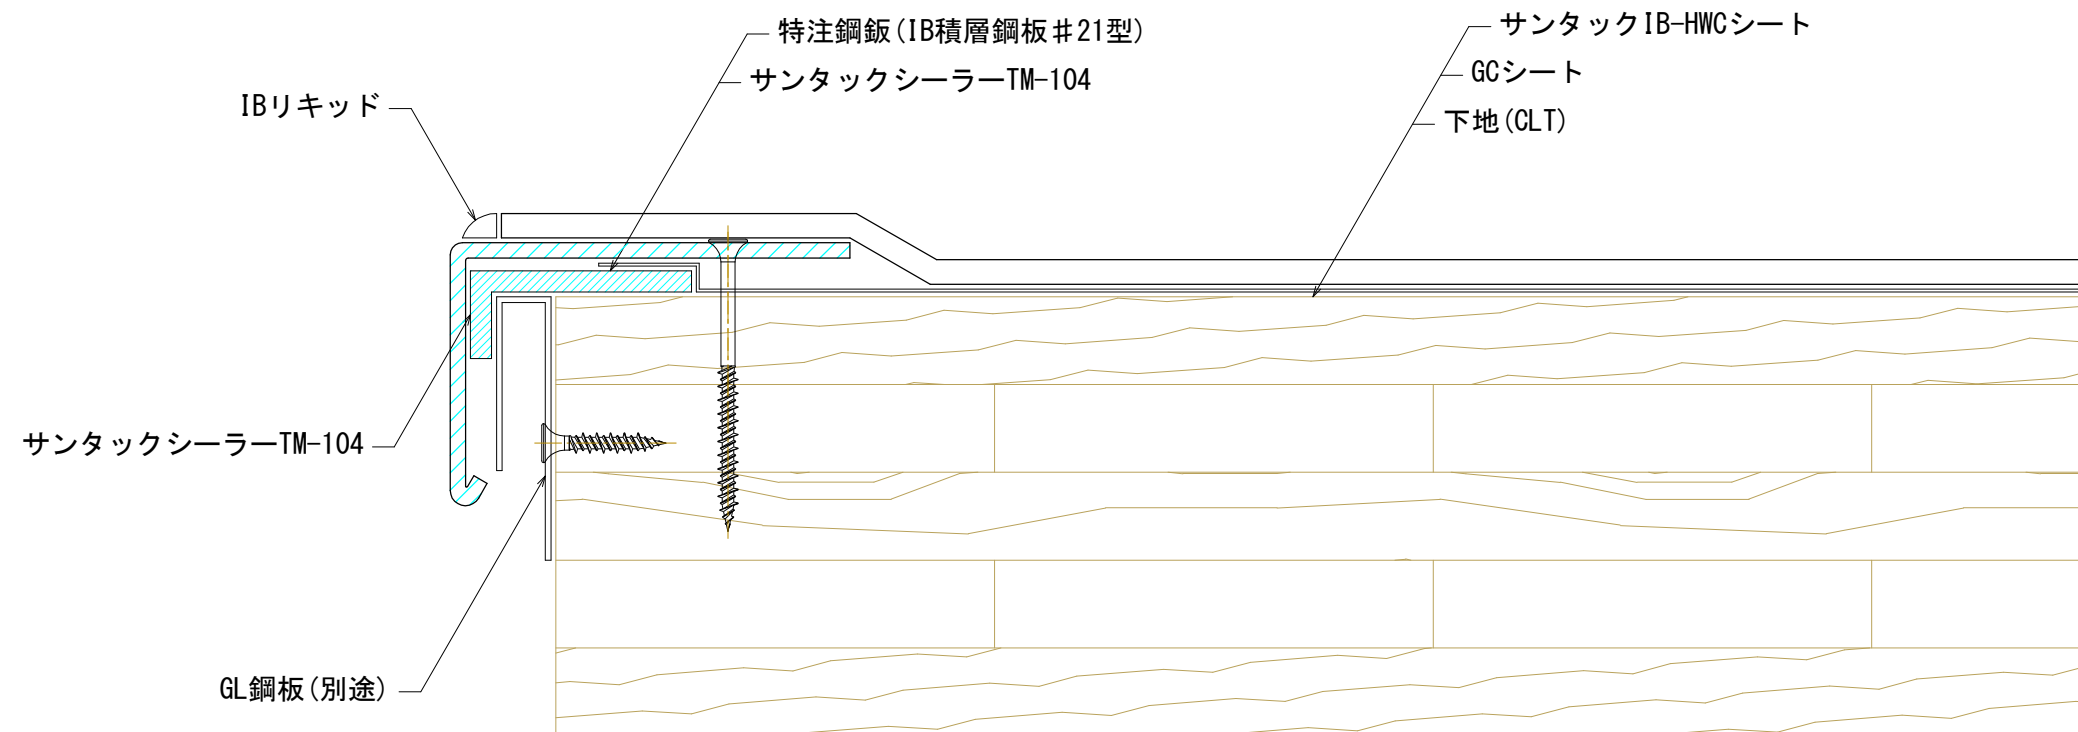 特注鋼鈑(IB積層鋼板＃21型)
サンタックシーラーTM-104
IBリキッド
サンタックIB-HWCシート
GCシート
下地(CLT)
サンタックシーラーTM-104
GL鋼板(別途)